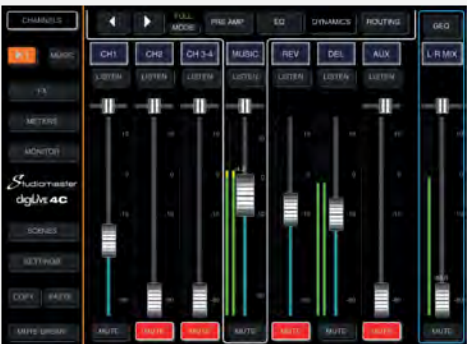 CHANNELS
FULL
MODE
PRE AMP
EQ
DYNAMICS
ROUTING
GEQ
MUSIC
CH1
CH2
CH 3-4
MUSIC
REV
DEL
AUX
L-R MIX
LISTEN
LISTEN
LISTEN
LISTEN
LISTEN
LISTEN
LISTEN
FX
METERS
MONITOR
Studiomaster
digiLive 4C
SCENES
SETTINGS
COPY
PASTE
MUTE GROUP
MUTE
MUTE
MUTE
MUTE
MUTE
MUTE
MUTE
MUTE